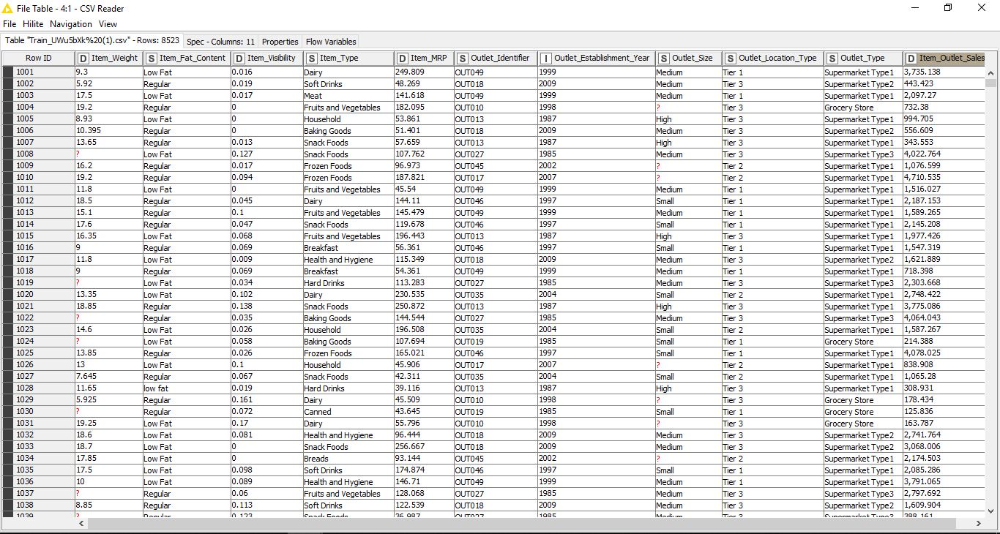 File Table - 4:1 - CSV Reader
File Hilite Navigation View
Table "Train_UWu5bXk%20(1).csv" - Rows: 8523 Spec - Columns: 11 Properties Flow Variables
Row ID D Item_Weight S Item_Fat_Content D Item_Visibility S Item_Type D Item_MRP S Outlet_Identifier I Outlet_Establishment_Year S Outlet_Size S Outlet_Location_Type S Outlet_Type D Item_Outlet_Sales
1001 9.3 Low Fat 0.016 Dairy 249.809 OUT049 1999 Medium Tier 1 Supermarket Type1 3,735.138
1002 5.92 Regular 0.019 Soft Drinks 48.269 OUT018 2009 Medium Tier 3 Supermarket Type2 443.423
1003 17.5 Low Fat 0.017 Meat 141.618 OUT049 1999 Medium Tier 1 Supermarket Type1 2,097.27
1004 19.2 Regular 0 Fruits and Vegetables 182.095 OUT010 1998 ? Tier 3 Grocery Store 732.38
1005 8.93 Low Fat 0 Household 53.861 OUT013 1987 High Tier 3 Supermarket Type1 994.705
1006 10.395 Regular 0 Baking Goods 51.401 OUT018 2009 Medium Tier 3 Supermarket Type2 556.609
1007 13.65 Regular 0.013 Snack Foods 57.659 OUT013 1987 High Tier 3 Supermarket Type1 343.553
1008 ? Low Fat 0.127 Snack Foods 107.762 OUT027 1985 Medium Tier 3 Supermarket Type3 4,022.764
1009 16.2 Regular 0.017 Frozen Foods 96.973 OUT045 2002 ? Tier 2 Supermarket Type1 1,076.599
1010 19.2 Regular 0.094 Frozen Foods 187.821 OUT017 2007 ? Tier 2 Supermarket Type1 4,710.535
1011 11.8 Low Fat 0 Fruits and Vegetables 45.54 OUT049 1999 Medium Tier 1 Supermarket Type1 1,516.027
1012 18.5 Regular 0.045 Dairy 144.11 OUT046 1997 Small Tier 1 Supermarket Type1 2,187.153
1013 15.1 Regular 0.1 Fruits and Vegetables 145.479 OUT049 1999 Medium Tier 1 Supermarket Type1 1,589.265
1014 17.6 Regular 0.047 Snack Foods 119.678 OUT046 1997 Small Tier 1 Supermarket Type1 2,145.208
1015 16.35 Low Fat 0.068 Fruits and Vegetables 196.443 OUT013 1987 High Tier 3 Supermarket Type1 1,977.426
1016 9 Regular 0.069 Breakfast 56.361 OUT046 1997 Small Tier 1 Supermarket Type1 1,547.319
1017 11.8 Low Fat 0.009 Health and Hygiene 115.349 OUT018 2009 Medium Tier 3 Supermarket Type2 1,621.889
1018 9 Regular 0.069 Breakfast 54.361 OUT049 1999 Medium Tier 1 Supermarket Type1 718.398
1019 ? Low Fat 0.034 Hard Drinks 113.283 OUT027 1985 Medium Tier 3 Supermarket Type3 2,303.668
1020 13.35 Low Fat 0.102 Dairy 230.535 OUT035 2004 Small Tier 2 Supermarket Type1 2,748.422
1021 18.85 Regular 0.138 Snack Foods 250.872 OUT013 1987 High Tier 3 Supermarket Type1 3,775.086
1022 ? Regular 0.035 Baking Goods 144.544 OUT027 1985 Medium Tier 3 Supermarket Type3 4,064.043
1023 14.6 Low Fat 0.026 Household 196.508 OUT035 2004 Small Tier 2 Supermarket Type1 1,587.267
1024 ? Low Fat 0.058 Baking Goods 107.694 OUT019 1985 Small Tier 1 Grocery Store 214.388
1025 13.85 Regular 0.026 Frozen Foods 165.021 OUT046 1997 Small Tier 1 Supermarket Type1 4,078.025
1026 13 Low Fat 0.1 Household 45.906 OUT017 2007 ? Tier 2 Supermarket Type1 838.908
1027 7.645 Regular 0.067 Snack Foods 42.311 OUT035 2004 Small Tier 2 Supermarket Type1 1,065.28
1028 11.65 low fat 0.019 Hard Drinks 39.116 OUT013 1987 High Tier 3 Supermarket Type1 308.931
1029 5.925 Regular 0.161 Dairy 45.509 OUT010 1998 ? Tier 3 Grocery Store 178.434
1030 ? Regular 0.072 Canned 43.645 OUT019 1985 Small Tier 1 Grocery Store 125.836
1031 19.25 Low Fat 0.17 Dairy 55.796 OUT010 1998 ? Tier 3 Grocery Store 163.787
1032 18.6 Low Fat 0.081 Health and Hygiene 96.444 OUT018 2009 Medium Tier 3 Supermarket Type2 2,741.764
1033 18.7 Low Fat 0 Snack Foods 256.667 OUT018 2009 Medium Tier 3 Supermarket Type2 3,068.006
1034 17.85 Low Fat 0 Breads 93.144 OUT045 2002 ? Tier 2 Supermarket Type1 2,174.503
1035 17.5 Low Fat 0.098 Soft Drinks 174.874 OUT046 1997 Small Tier 1 Supermarket Type1 2,085.286
1036 10 Low Fat 0.089 Health and Hygiene 146.71 OUT049 1999 Medium Tier 1 Supermarket Type1 3,791.065
1037 ? Regular 0.06 Fruits and Vegetables 128.068 OUT027 1985 Medium Tier 3 Supermarket Type3 2,797.692
1038 8.85 Regular 0.113 Soft Drinks 122.539 OUT018 2009 Medium Tier 3 Supermarket Type2 1,609.904
1039 ? Regular 0.123 Snack Foods 36.987 OUT027 1985 Medium Tier 3 Supermarket Type3 388.161